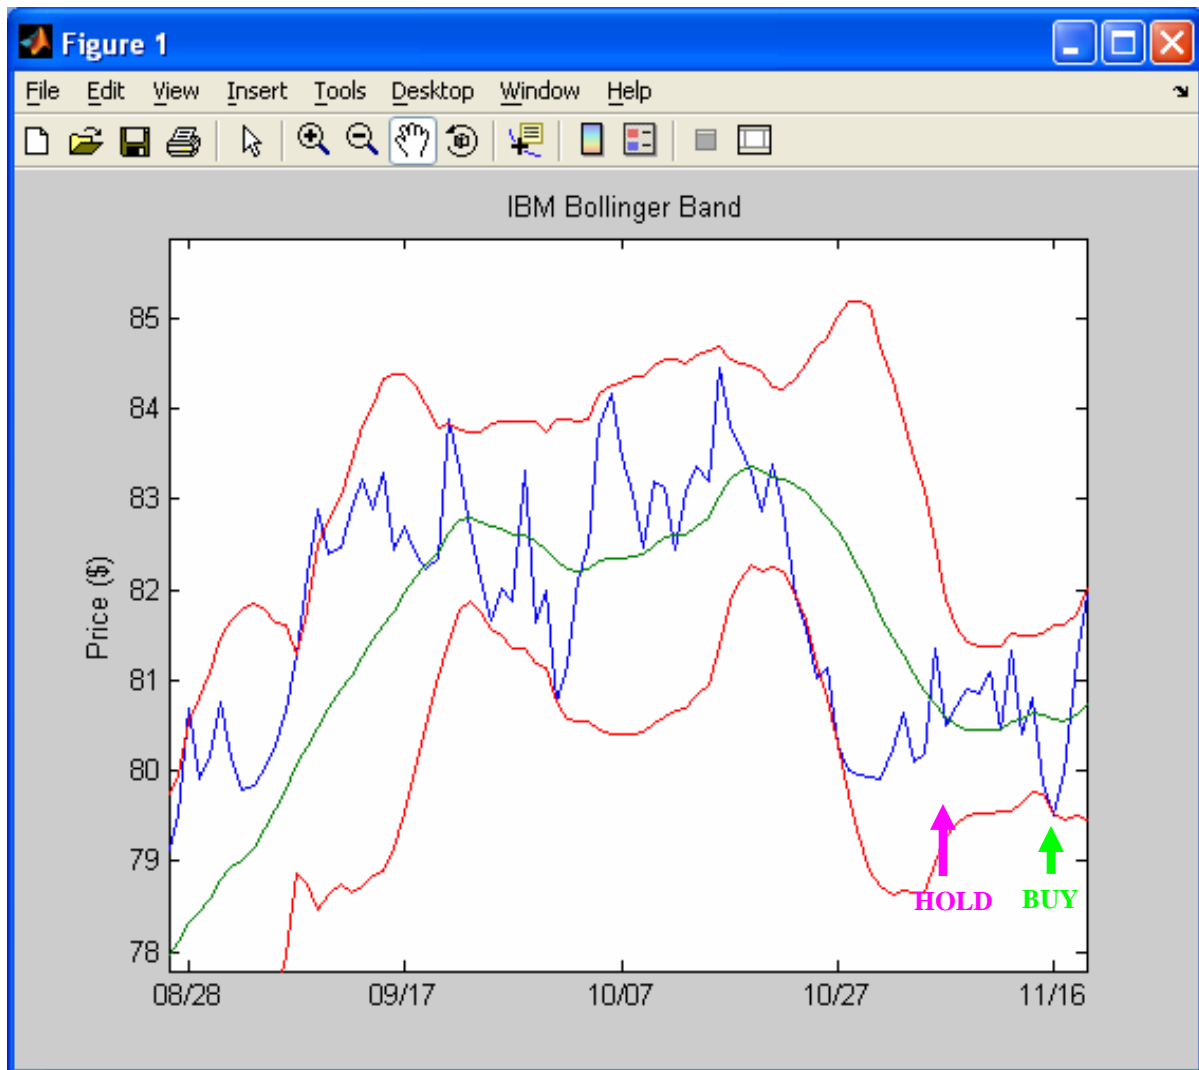 Figure 1
File Edit View Insert Tools Desktop Window Help
IBM Bollinger Band
85
84
83
82
81
80
79
78
Price ($)
HOLD BUY
08/28 09/17 10/07 10/27 11/16